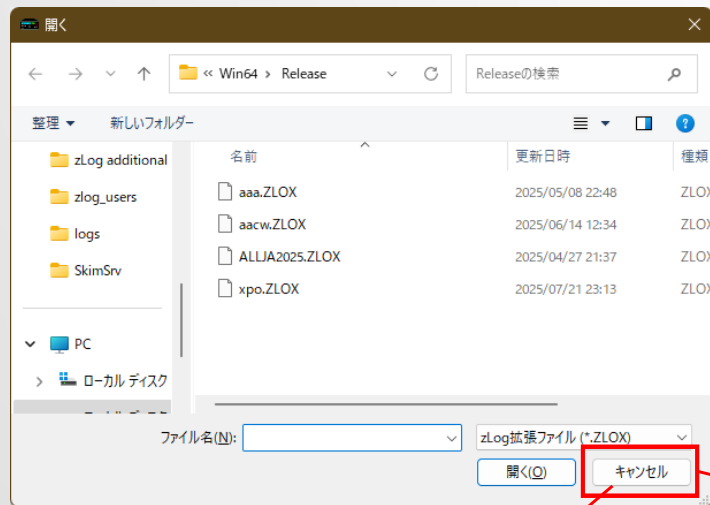 開く
« Win64 › Release
Releaseの検索
整理
新しいフォルダー
zLog additional
zlog_users
logs
SkimSrv
PC
ローカル ディスク
名前 更新日時 種類
aaa.ZLOX 2025/05/08 22:48 ZLOX
aacw.ZLOX 2025/06/14 12:34 ZLOX
ALLJA2025.ZLOX 2025/04/27 21:37 ZLOX
xpo.ZLOX 2025/07/21 23:13 ZLOX
ファイル名(N): zLog拡張ファイル (*.ZLOX)
開く(O) キャンセル